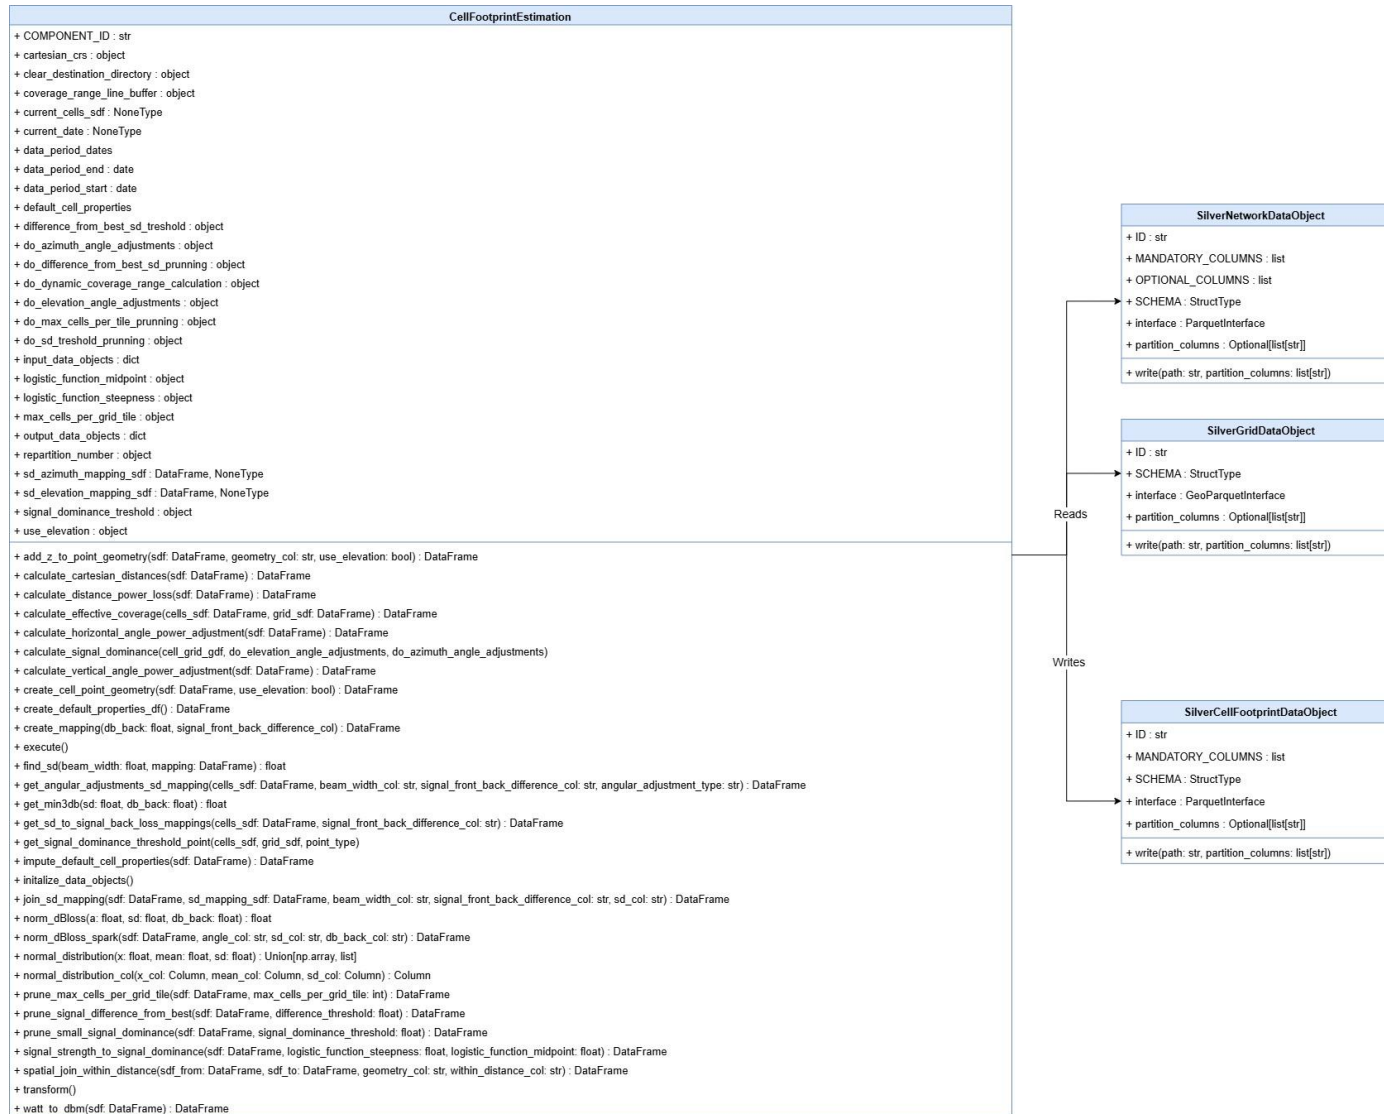 CellFootprintEstimation
+ COMPONENT_ID : str
+ cartesian_crs : object
+ clear_destination_directory : object
+ coverage_range_line_buffer : object
+ current_cells_sdf : NoneType
+ current_date : NoneType
+ data_period_dates
+ data_period_end : date
+ data_period_start : date
+ default_cell_properties
+ difference_from_best_sd_treshold : object
+ do_azimuth_angle_adjustments : object
+ do_difference_from_best_sd_prunning : object
+ do_dynamic_coverage_range_calculation : object
+ do_elevation_angle_adjustments : object
+ do_max_cells_per_tile_prunning : object
+ do_sd_treshold_prunning : object
+ input_data_objects : dict
+ logistic_function_midpoint : object
+ logistic_function_steepness : object
+ max_cells_per_grid_tile : object
+ output_data_objects : dict
+ repartition_number : object
+ sd_azimuth_mapping_sdf : DataFrame, NoneType
+ sd_elevation_mapping_sdf : DataFrame, NoneType
+ signal_dominance_treshold : object
+ use_elevation : object
+ add_z_to_point_geometry(sdf: DataFrame, geometry_col: str, use_elevation: bool) : DataFrame
+ calculate_cartesian_distances(sdf: DataFrame) : DataFrame
+ calculate_distance_power_loss(sdf: DataFrame) : DataFrame
+ calculate_effective_coverage(cells_sdf: DataFrame, grid_sdf: DataFrame) : DataFrame
+ calculate_horizontal_angle_power_adjustment(sdf: DataFrame) : DataFrame
+ calculate_signal_dominance(cell_grid_gdf, do_elevation_angle_adjustments, do_azimuth_angle_adjustments)
+ calculate_vertical_angle_power_adjustment(sdf: DataFrame) : DataFrame
+ create_cell_point_geometry(sdf: DataFrame, use_elevation: bool) : DataFrame
+ create_default_properties_df() : DataFrame
+ create_mapping(db_back: float, signal_front_back_difference_col) : DataFrame
+ execute()
+ find_sd(beam_width: float, mapping: DataFrame) : float
+ get_angular_adjustments_sd_mapping(cells_sdf: DataFrame, beam_width_col: str, signal_front_back_difference_col: str, angular_adjustment_type: str) : DataFrame
+ get_min3db(sd: float, db_back: float) : float
+ get_sd_to_signal_back_loss_mappings(cells_sdf: DataFrame, signal_front_back_difference_col: str) : DataFrame
+ get_signal_dominance_threshold_point(cells_sdf, grid_sdf, point_type)
+ impute_default_cell_properties(sdf: DataFrame) : DataFrame
+ initalize_data_objects()
+ join_sd_mapping(sdf: DataFrame, sd_mapping_sdf: DataFrame, beam_width_col: str, signal_front_back_difference_col: str, sd_col: str) : DataFrame
+ norm_dBloss(a: float, sd: float, db_back: float) : float
+ norm_dBloss_spark(sdf: DataFrame, angle_col: str, sd_col: str, db_back_col: str) : DataFrame
+ normal_distribution(x: float, mean: float, sd: float) : Union[np.array, list]
+ normal_distribution_col(x_col: Column, mean_col: Column, sd_col: Column) : Column
+ prune_max_cells_per_grid_tile(sdf: DataFrame, max_cells_per_grid_tile: int) : DataFrame
+ prune_signal_difference_from_best(sdf: DataFrame, difference_threshold: float) : DataFrame
+ prune_small_signal_dominance(sdf: DataFrame, signal_dominance_threshold: float) : DataFrame
+ signal_strength_to_signal_dominance(sdf: DataFrame, logistic_function_steepness: float, logistic_function_midpoint: float) : DataFrame
+ spatial_join_within_distance(sdf_from: DataFrame, sdf_to: DataFrame, geometry_col: str, within_distance_col: str) : DataFrame
+ transform()
+ watt_to_dbm(sdf: DataFrame) : DataFrame
Reads
Writes
SilverNetworkDataObject
+ ID : str
+ MANDATORY_COLUMNS : list
+ OPTIONAL_COLUMNS : list
+ SCHEMA : StructType
+ interface : ParquetInterface
+ partition_columns : Optional[list[str]]
+ write(path: str, partition_columns: list[str])
SilverGridDataObject
+ ID : str
+ SCHEMA : StructType
+ interface : GeoParquetInterface
+ partition_columns : Optional[list[str]]
+ write(path: str, partition_columns: list[str])
SilverCellFootprintDataObject
+ ID : str
+ MANDATORY_COLUMNS : list
+ SCHEMA : StructType
+ interface : ParquetInterface
+ partition_columns : Optional[list[str]]
+ write(path: str, partition_columns: list[str])